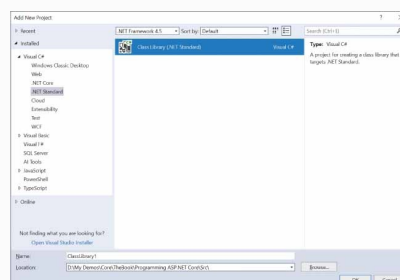 Add New Project
Recent
.NET Framework 4.5
Sort by: Default
Search (Ctrl+E)
Installed
Class Library (.NET Standard)
Visual C#
Type: Visual C#
A project for creating a class library that
targets .NET Standard.
Visual C#
Windows Classic Desktop
Web
.NET Core
.NET Standard
Cloud
Extensibility
Test
WCF
Visual Basic
Visual F#
SQL Server
AI Tools
JavaScript
PowerShell
TypeScript
Online
Not finding what you are looking for?
Open Visual Studio Installer
Name:
ClassLibrary1
Location:
D:\My Demos\Core\TheBook\Programming ASP.NET Core\Src\
Browse...
OK
Cancel